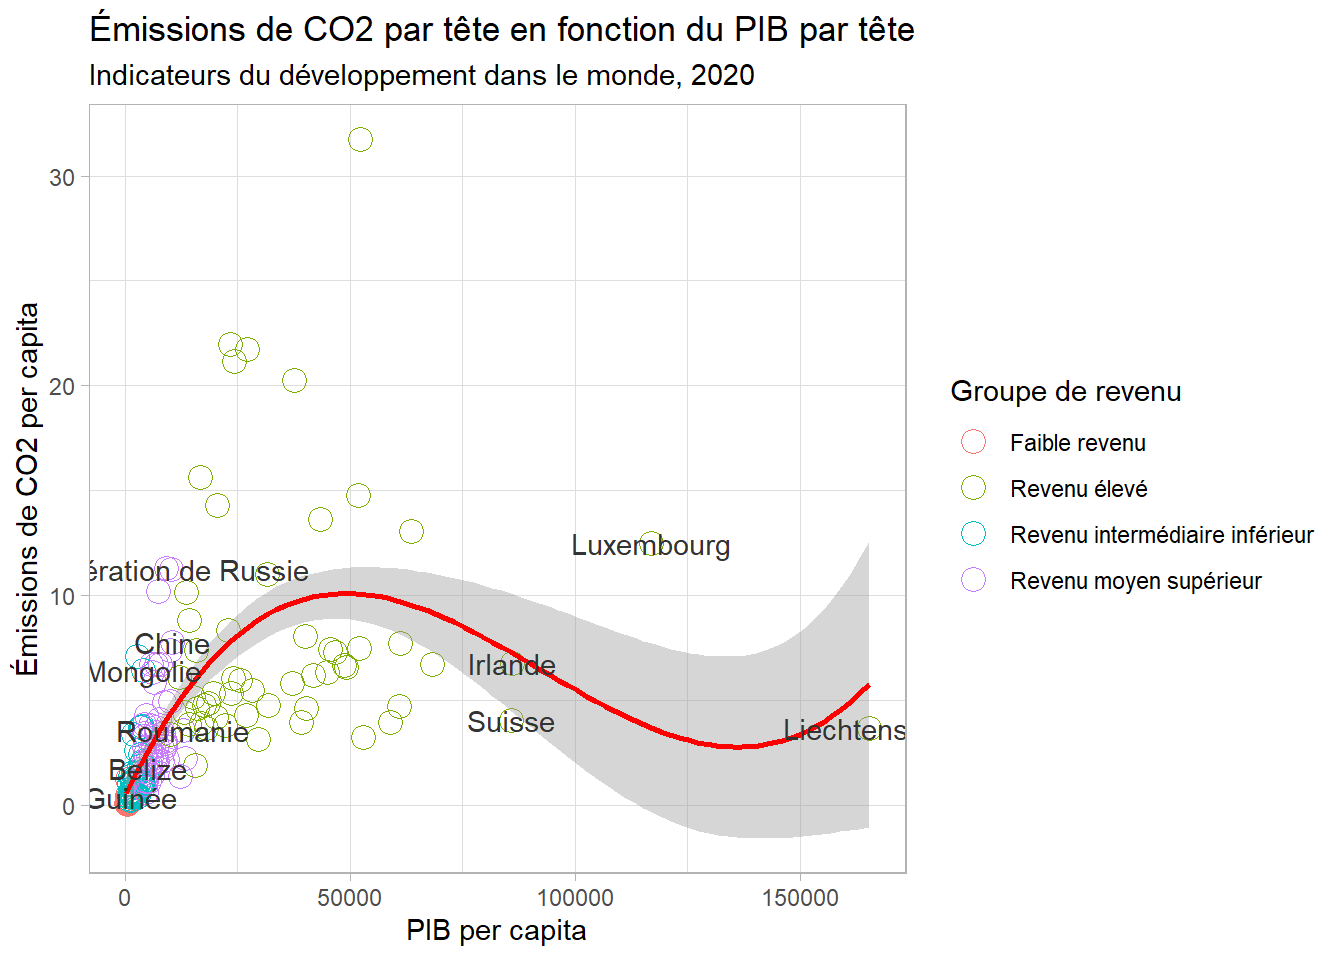 Émissions de CO2 par tête en fonction du PIB par tête
Indicateurs du développement dans le monde, 2020
Émissions de CO2 per capita
30
20
10
0
Luxembourg
ération de Russie
Chine
Mongolie
Irlande
Suisse
Liechtens
Roumanie
Belize
Guinée
0
50000
100000
150000
PIB per capita
Groupe de revenu
Faible revenu
Revenu élevé
Revenu intermédiaire inférieur
Revenu moyen supérieur